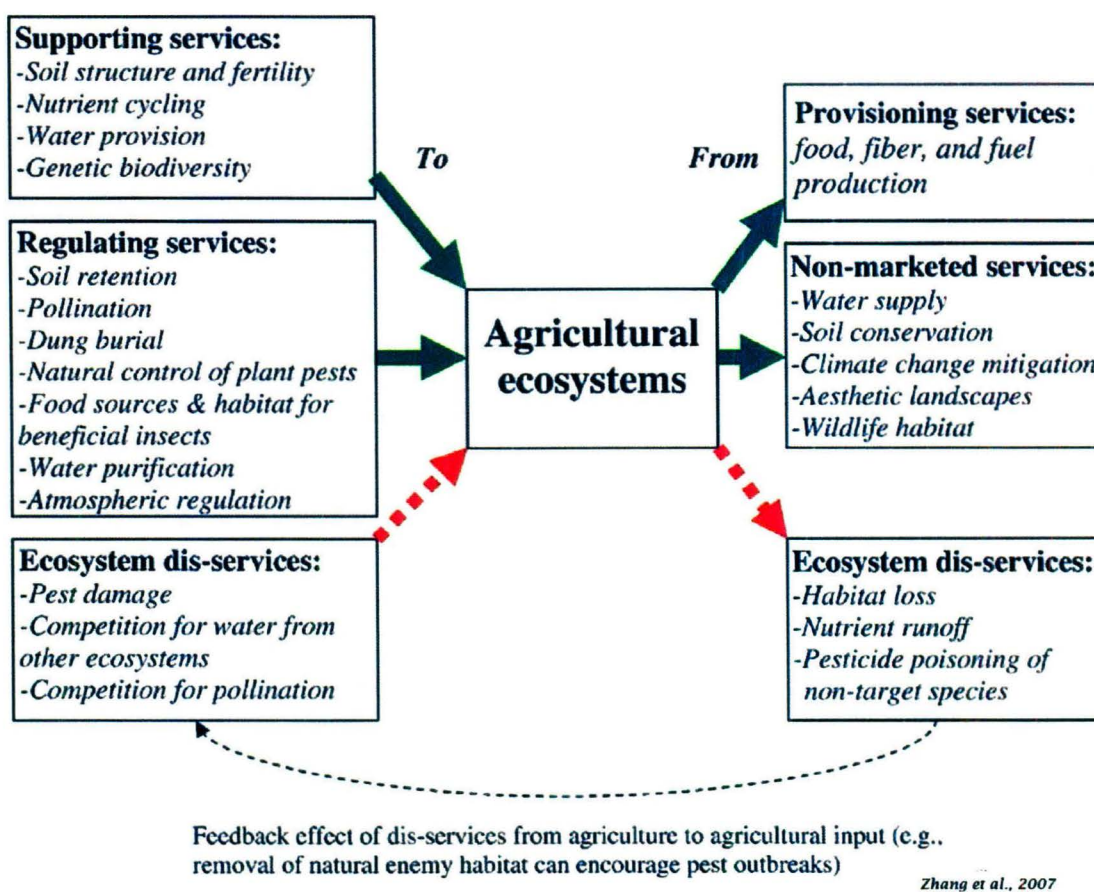 Supporting services:
-Soil structure and fertility
-Nutrient cycling
-Water provision
-Genetic biodiversity
To
From
Provisioning services:
food, fiber, and fuel
production
Regulating services:
-Soil retention
-Pollination
-Dung burial
-Natural control of plant pests
-Food sources & habitat for
beneficial insects
-Water purification
-Atmospheric regulation
Agricultural
ecosystems
Non-marketed services:
-Water supply
-Soil conservation
-Climate change mitigation
-Aesthetic landscapes
-Wildlife habitat
Ecosystem dis-services:
-Pest damage
-Competition for water from
other ecosystems
-Competition for pollination
Ecosystem dis-services:
-Habitat loss
-Nutrient runoff
-Pesticide poisoning of
non-target species
Feedback effect of dis-services from agriculture to agricultural input (e.g.,
removal of natural enemy habitat can encourage pest outbreaks)
Zhang et al., 2007